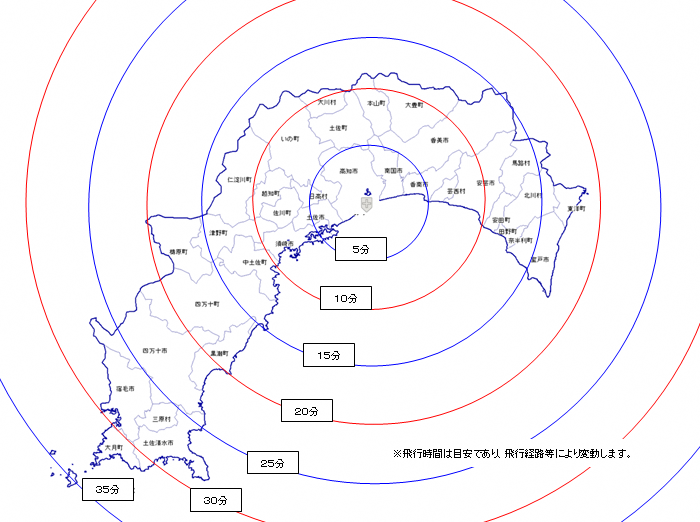 大川村
本山町
大豊町
土佐町
いの町
香美市
馬路村
高知市
南国市
仁淀川町
香南市
安芸市
芸西村
越知町
日高村
北川村
東洋町
佐川町
土佐市
安田町
津野町
田野町
須崎市
奈半利町
梼原町
5分
室戸市
中土佐町
10分
四万十町
四万十市
黒潮町
15分
宿毛市
20分
三原村
土佐清水市
大月町
※飛行時間は目安であり、飛行経路等により変動します。
25分
35分
30分